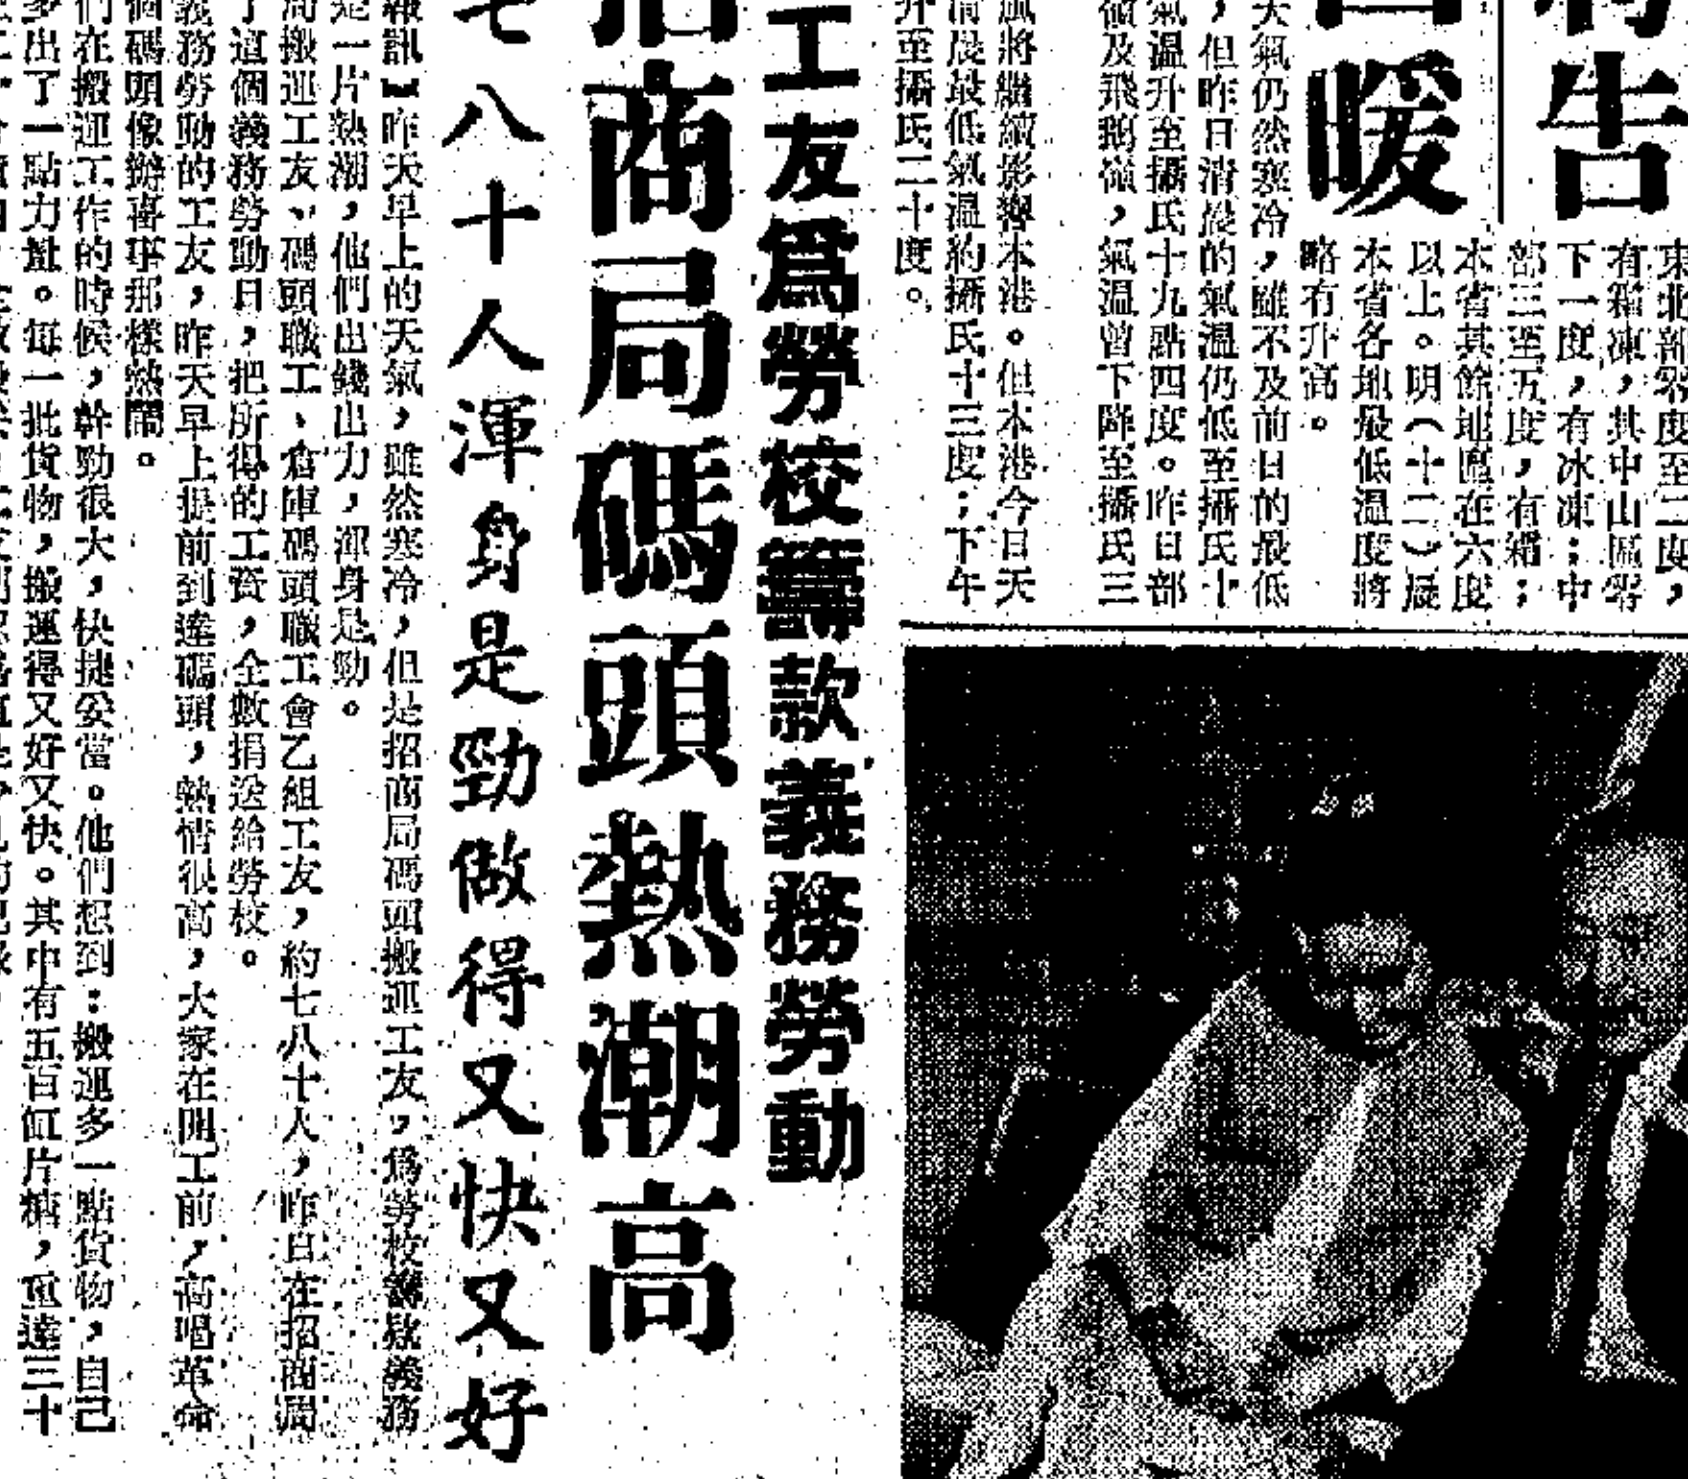 告
暖
東北部零度至二度，
有霜凍，其中山區零
下一度，有冰凍；中
部三至五度，有霜；
本省其餘地區在六度
以上。明（十二）晨
本省各地最低溫度將
略有升高。
天氣仍然寒冷，雖不及前日的最低
，但昨日清晨的氣溫仍低至攝氏十
氣溫升至攝氏十九點四度。昨日部
嶺及飛鵝嶺，氣溫曾下降至攝氏三
風將繼續影響本港。但本港今日天
清晨最低氣溫約攝氏十三度；下午
升至攝氏二十度。
工友爲勞校籌款義務勞動
招商局碼頭熱潮高
七八十人渾身是勁做得又快又好
報訊】昨天早上的天氣，雖然寒冷，但是招商局碼頭搬運工友，爲勞校籌款義務
是一片熱潮，他們出錢出力，渾身是勁。
局搬運工友、碼頭職工、倉庫碼頭職工會乙組工友，約七八十人，昨日在招商局
了這個義務勞動日，把所得的工資，全數捐送給勞校。
義務勞動的工友，昨天早上提前到達碼頭，熱情很高，大家在開工前，高唱革命
個碼頭像辦喜事那樣熱鬧。
們在搬運工作的時候，幹勁很大，快捷妥當。他們想到：搬運多一點貨物，自己
多出了一點力量。每一批貨物，搬運得又好又快。其中有五百缸片糖，重達三十